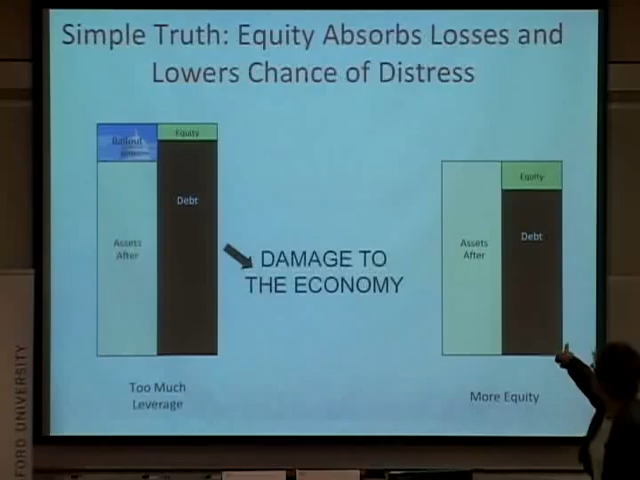 Simple Truth: Equity Absorbs Losses and
Lowers Chance of Distress
Bailout
Equity
Debt
Assets
After
DAMAGE TO
THE ECONOMY
Too Much
Leverage
Equity
Assets
After
Debt
More Equity
FORD UNIVERSITY